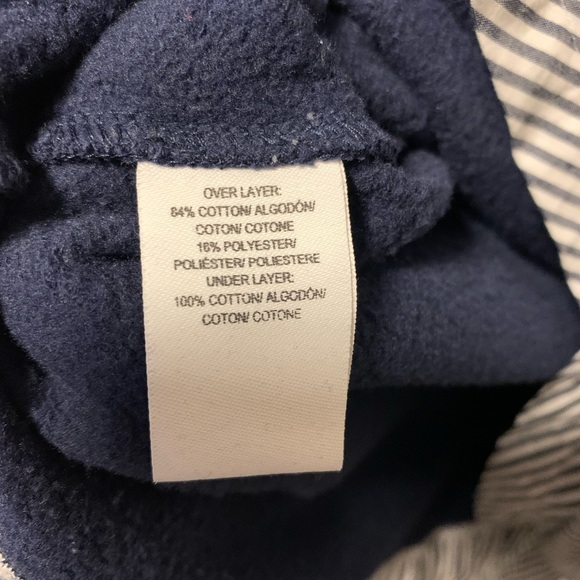 OVER LAYER:
84% COTTON/ ALGODÓN/
COTON/ COTONE
16% POLYESTER/
POLIÉSTER/ POLIESTERE
UNDER LAYER:
100% COTTON/ ALGODÓN/
COTON/ COTONE